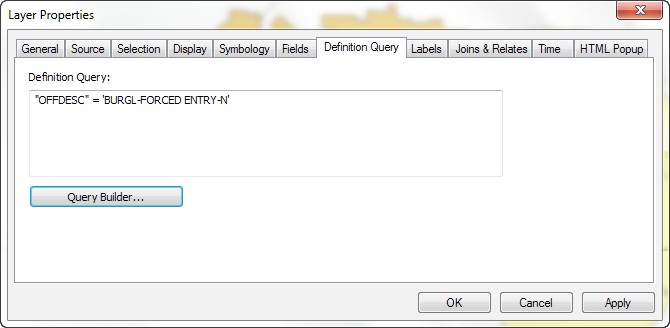 Layer Properties
General Source Selection Display Symbology Fields Definition Query Labels Joins & Relates Time HTML Popup
Definition Query:
"OFFDESC" = 'BURGL-FORCED ENTRY-N'
Query Builder...
OK Cancel Apply